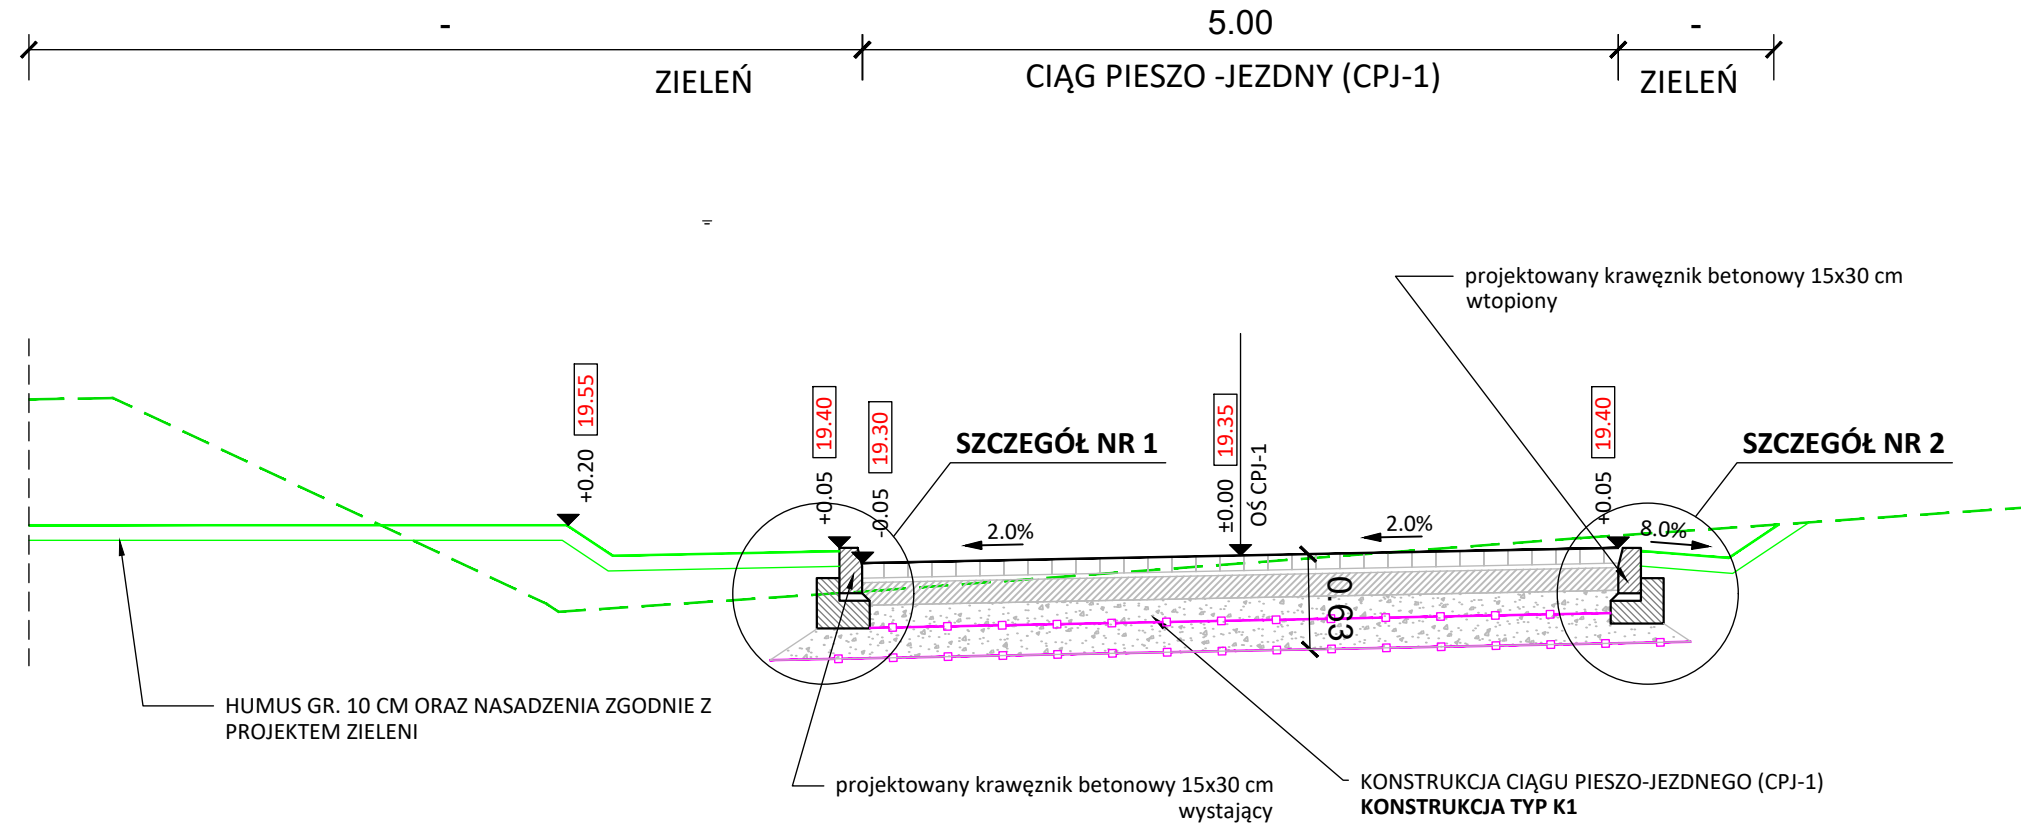 - 5.00 -
ZIELEŃ CIĄG PIESZO -JEZDNY (CPJ-1) ZIELEŃ
projektowany krawęznik betonowy 15x30 cm
wtopiony
+0.20 19.55
+0.05 19.40
-0.05 19.30
±0.00 19.35
OŚ CPJ-1
+0.05 19.40
SZCZEGÓŁ NR 1
SZCZEGÓŁ NR 2
2.0%
2.0%
8.0%
0.63
HUMUS GR. 10 CM ORAZ NASADZENIA ZGODNIE Z
PROJEKTEM ZIELENI
projektowany krawęznik betonowy 15x30 cm
wystający
KONSTRUKCJA CIĄGU PIESZO-JEZDNEGO (CPJ-1)
KONSTRUKCJA TYP K1